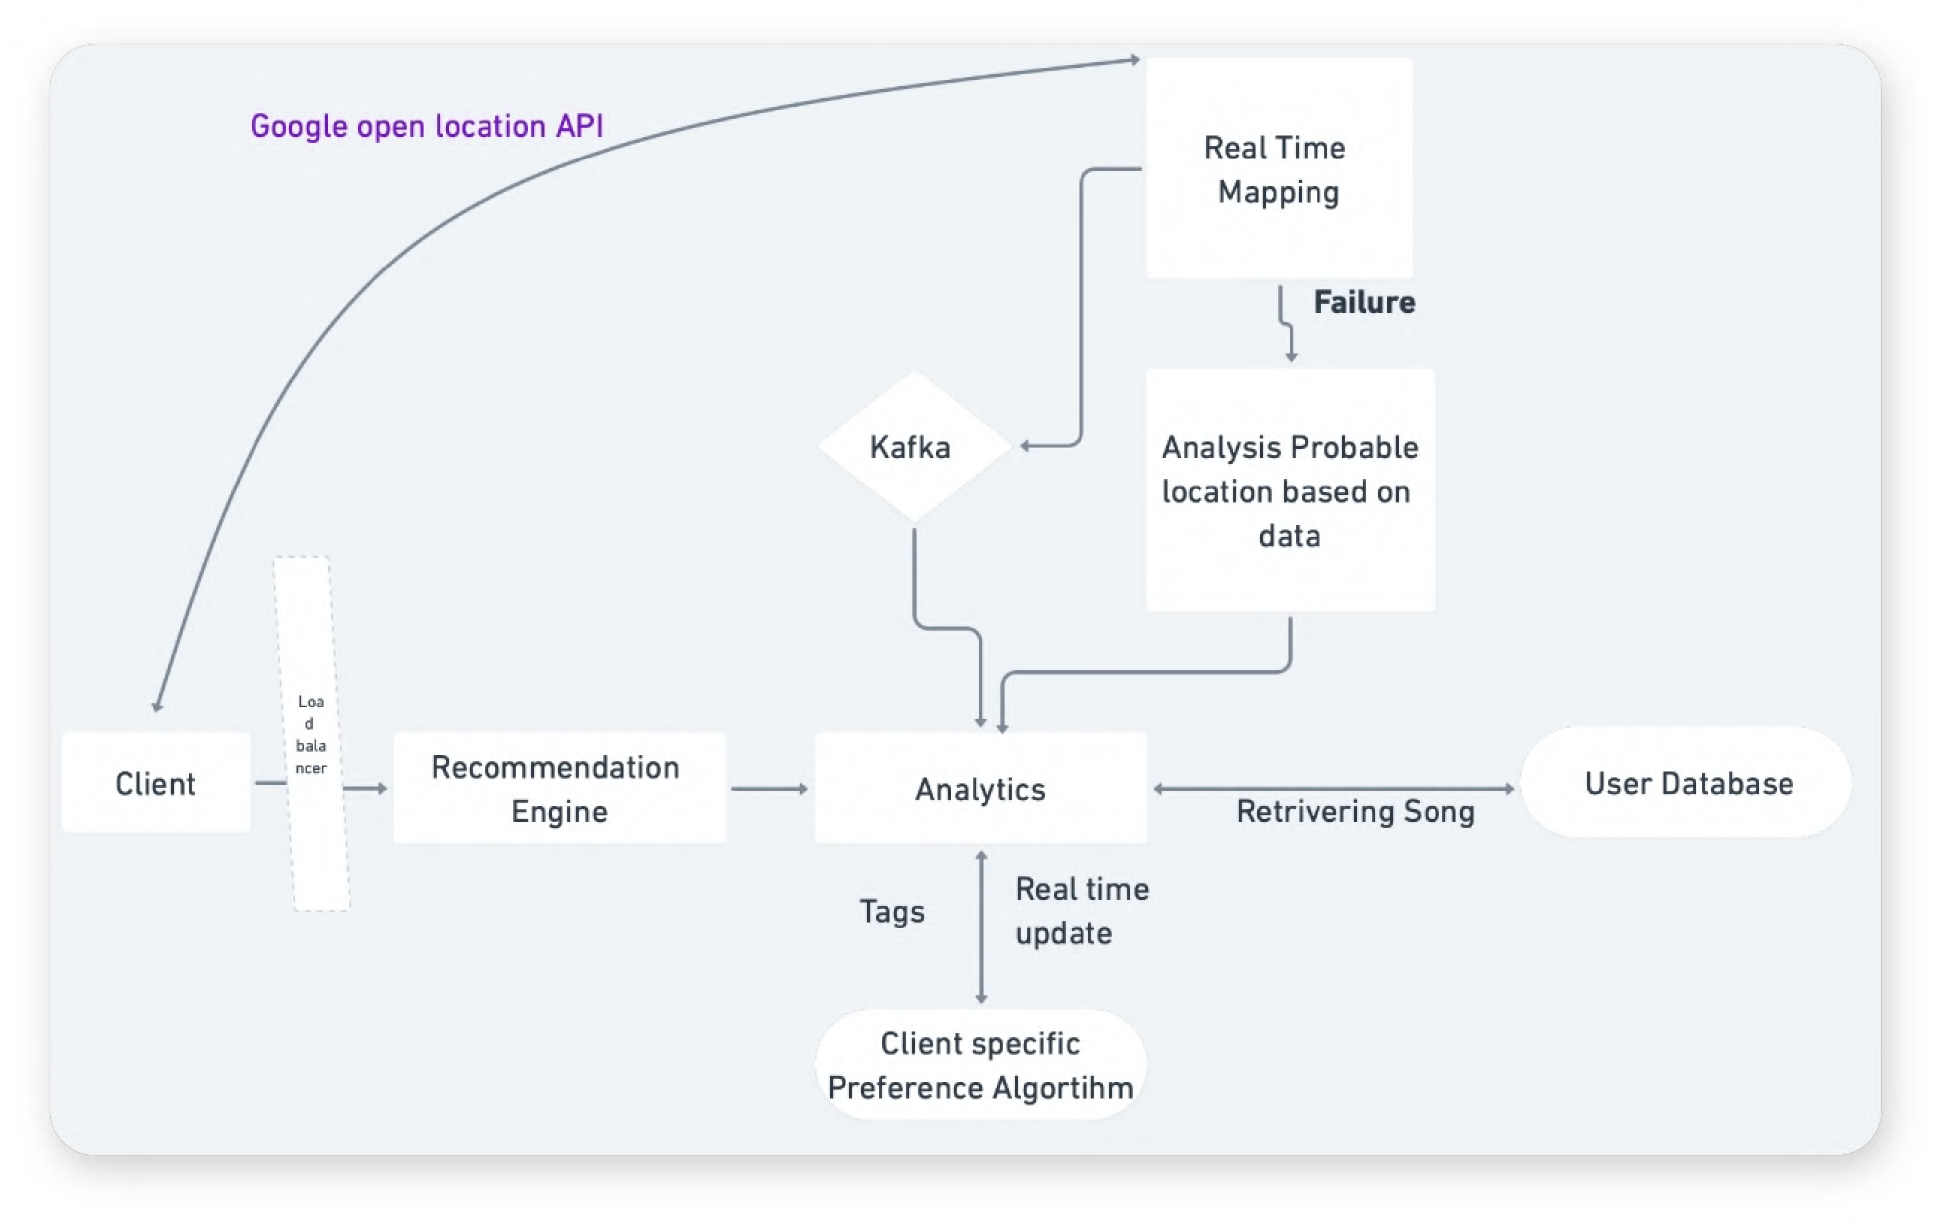 Google open location API
Real Time
Mapping
Failure
Kafka
Analysis Probable
location based on
data
Loa
d
bala
ncer
Client
Recommendation
Engine
Analytics
Retrivering Song
User Database
Tags
Real time
update
Client specific
Preference Algortihm